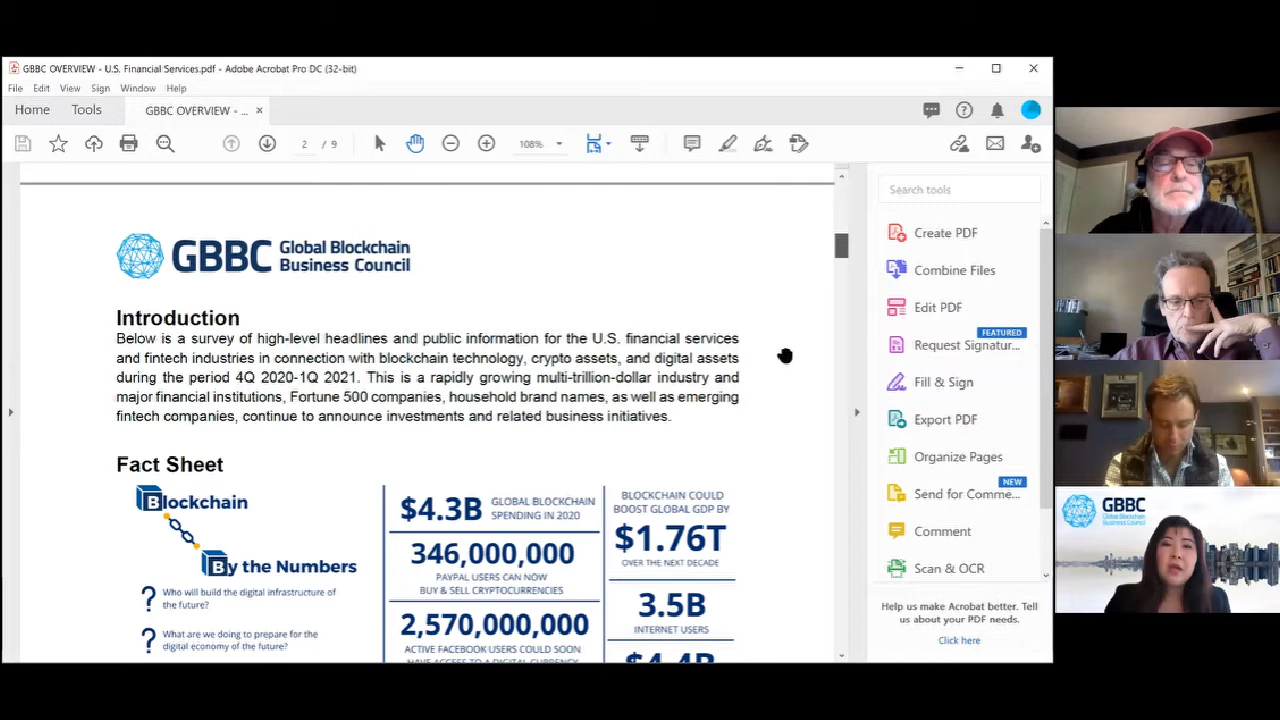 GBBC OVERVIEW - U.S. Financial Services.pdf - Adobe Acrobat Pro DC (32-bit)
File Edit View Sign Window Help
Home Tools GBBC OVERVIEW - ... ×
2 / 9 108%
GBBC Global Blockchain
Business Council
Introduction
Below is a survey of high-level headlines and public information for the U.S. financial services
and fintech industries in connection with blockchain technology, crypto assets, and digital assets
during the period 4Q 2020-1Q 2021. This is a rapidly growing multi-trillion-dollar industry and
major financial institutions, Fortune 500 companies, household brand names, as well as emerging
fintech companies, continue to announce investments and related business initiatives.
Fact Sheet
Blockchain
By the Numbers
? Who will build the digital infrastructure of
the future?
? What are we doing to prepare for the
digital economy of the future?
$4.3B GLOBAL BLOCKCHAIN
SPENDING IN 2020
346,000,000
PAYPAL USERS CAN NOW
BUY & SELL CRYPTOCURRENCIES
2,570,000,000
ACTIVE FACEBOOK USERS COULD SOON
HAVE ACCESS TO A DIGITAL CURRENCY
BLOCKCHAIN COULD
BOOST GLOBAL GDP BY
$1.76T
OVER THE NEXT DECADE
3.5B
INTERNET USERS
$4.4B
Search tools
Create PDF
Combine Files
Edit PDF
FEATURED
Request Signatur...
Fill & Sign
Export PDF
Organize Pages
NEW
Send for Comme...
Comment
Scan & OCR
Help us make Acrobat better. Tell
us about your PDF needs.
Click here
GBBC
Global Blockchain
Business Council